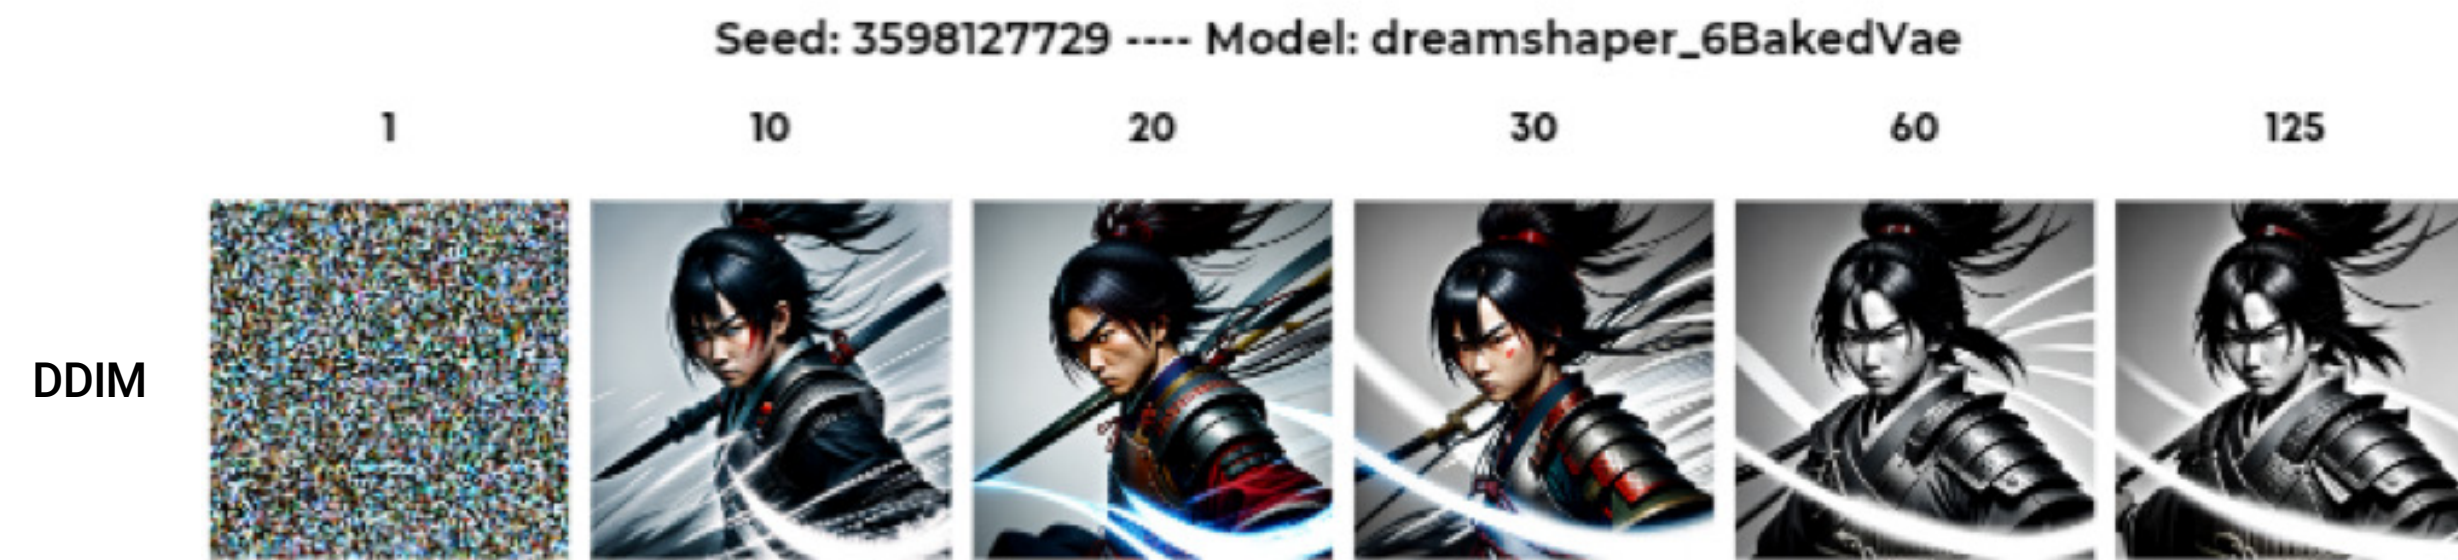 Seed: 3598127729 ---- Model: dreamshaper_6BakedVae
1 10 20 30 60 125
DDIM